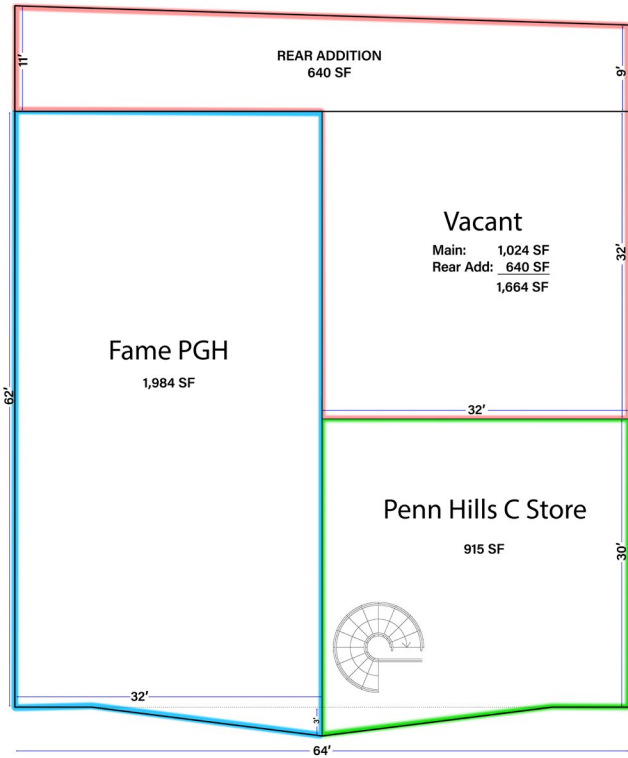 REAR ADDITION
640 SF
11'
9'
Vacant
Main: 1,024 SF
Rear Add: 640 SF
1,664 SF
32'
Fame PGH
1,984 SF
62'
32'
Penn Hills C Store
915 SF
30'
32'
3'
64'